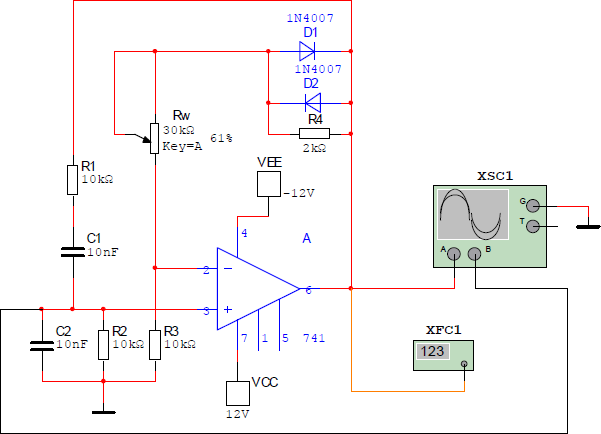 1N4007
D1
1N4007
D2
R4
2kΩ
Rw
30kΩ
Key=A
61%
R1
10kΩ
VEE
-12V
XSC1
G
T
A
B
C1
10nF
4
A
2
6
3
7
1
5
741
C2
10nF
R2
10kΩ
R3
10kΩ
VCC
12V
XFC1
123